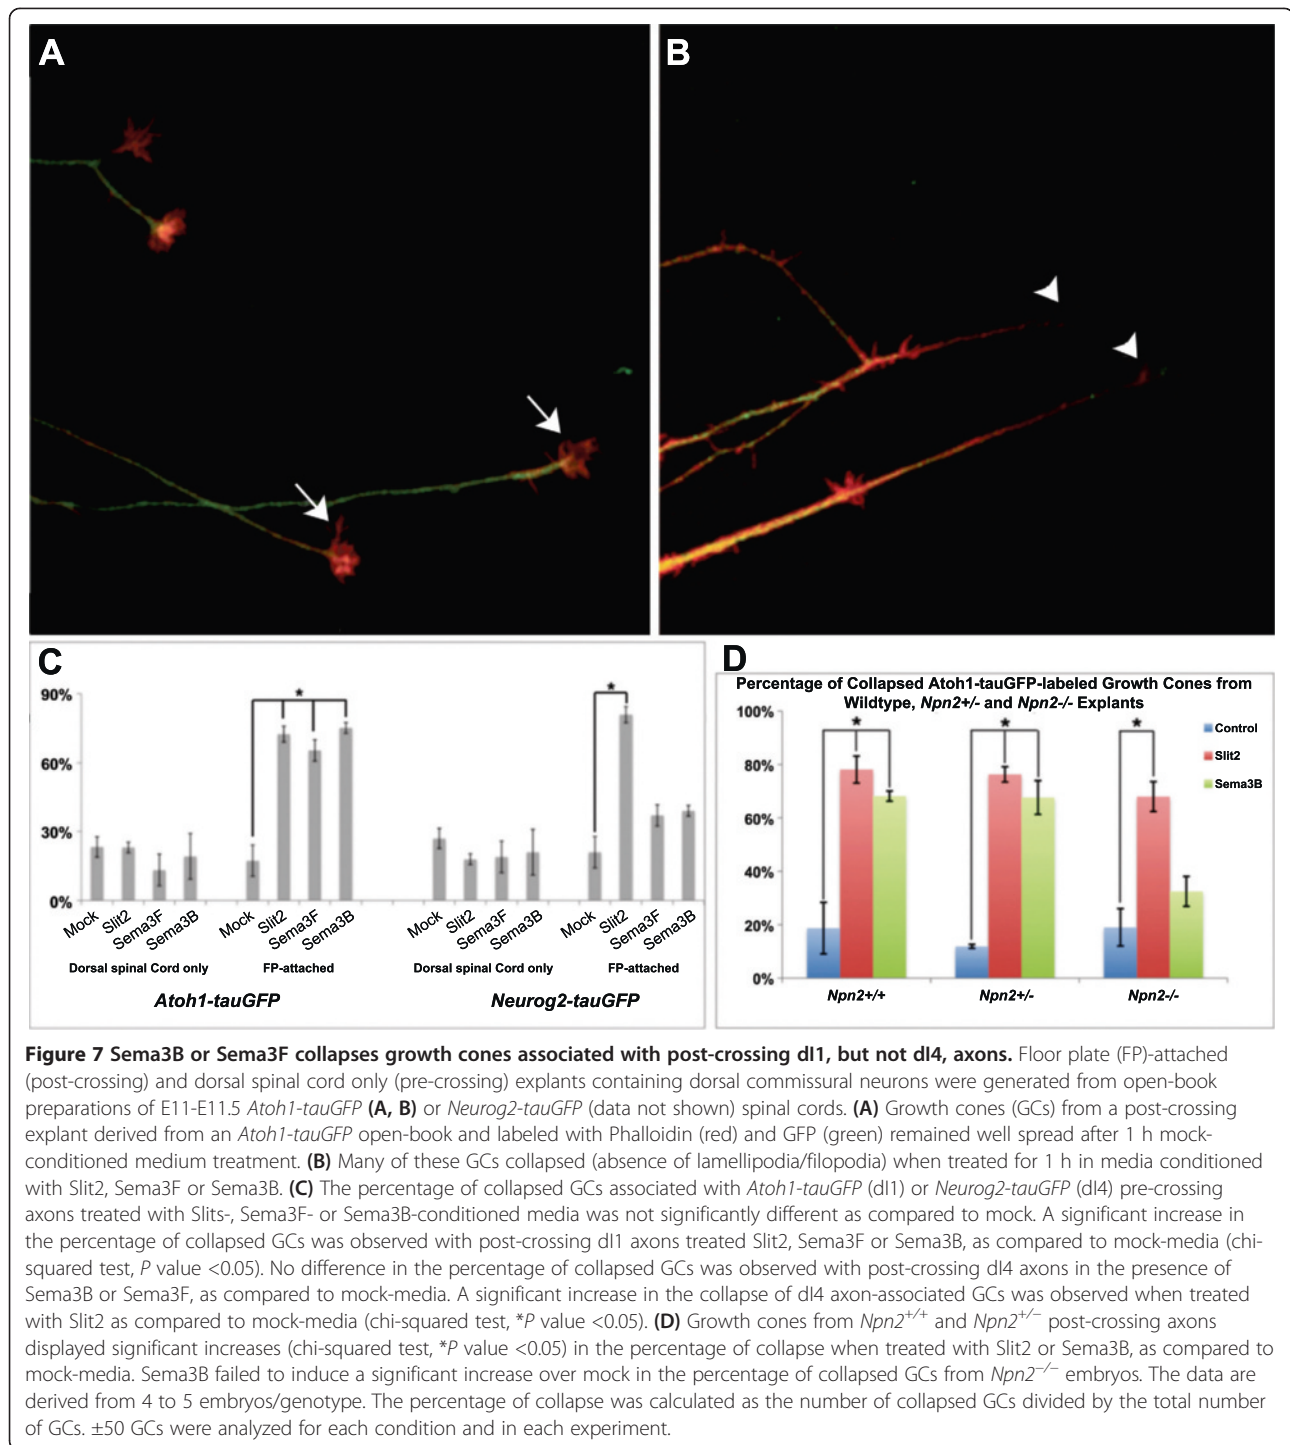 A
B
C
90%
60%
30%
0%
*
*
Mock
Slit2
Sema3F
Sema3B
Mock
Slit2
Sema3F
Sema3B
Mock
Slit2
Sema3F
Sema3B
Mock
Slit2
Sema3F
Sema3B
Dorsal spinal Cord only
FP-attached
Dorsal spinal Cord only
FP-attached
Atoh1-tauGFP
Neurog2-tauGFP
D
Percentage of Collapsed Atoh1-tauGFP-labeled Growth Cones from
Wildtype, Npn2+/- and Npn2-/- Explants
100%
80%
60%
40%
20%
0%
*
*
*
Control
Slit2
Sema3B
Npn2+/+
Npn2+/-
Npn2-/-
Figure 7 Sema3B or Sema3F collapses growth cones associated with post-crossing dI1, but not dI4, axons. Floor plate (FP)-attached
(post-crossing) and dorsal spinal cord only (pre-crossing) explants containing dorsal commissural neurons were generated from open-book
preparations of E11-E11.5 Atoh1-tauGFP (A, B) or Neurog2-tauGFP (data not shown) spinal cords. (A) Growth cones (GCs) from a post-crossing
explant derived from an Atoh1-tauGFP open-book and labeled with Phalloidin (red) and GFP (green) remained well spread after 1 h mock-
conditioned medium treatment. (B) Many of these GCs collapsed (absence of lamellipodia/filopodia) when treated for 1 h in media conditioned
with Slit2, Sema3F or Sema3B. (C) The percentage of collapsed GCs associated with Atoh1-tauGFP (dI1) or Neurog2-tauGFP (dI4) pre-crossing
axons treated with Slits-, Sema3F- or Sema3B-conditioned media was not significantly different as compared to mock. A significant increase in
the percentage of collapsed GCs was observed with post-crossing dI1 axons treated Slit2, Sema3F or Sema3B, as compared to mock-media (chi-
squared test, P value <0.05). No difference in the percentage of collapsed GCs was observed with post-crossing dI4 axons in the presence of
Sema3B or Sema3F, as compared to mock-media. A significant increase in the collapse of dI4 axon-associated GCs was observed when treated
with Slit2 as compared to mock-media (chi-squared test, *P value <0.05). (D) Growth cones from Npn2+/+ and Npn2+/− post-crossing axons
displayed significant increases (chi-squared test, *P value <0.05) in the percentage of collapse when treated with Slit2 or Sema3B, as compared to
mock-media. Sema3B failed to induce a significant increase over mock in the percentage of collapsed GCs from Npn2−/− embryos. The data are
derived from 4 to 5 embryos/genotype. The percentage of collapse was calculated as the number of collapsed GCs divided by the total number
of GCs. ±50 GCs were analyzed for each condition and in each experiment.